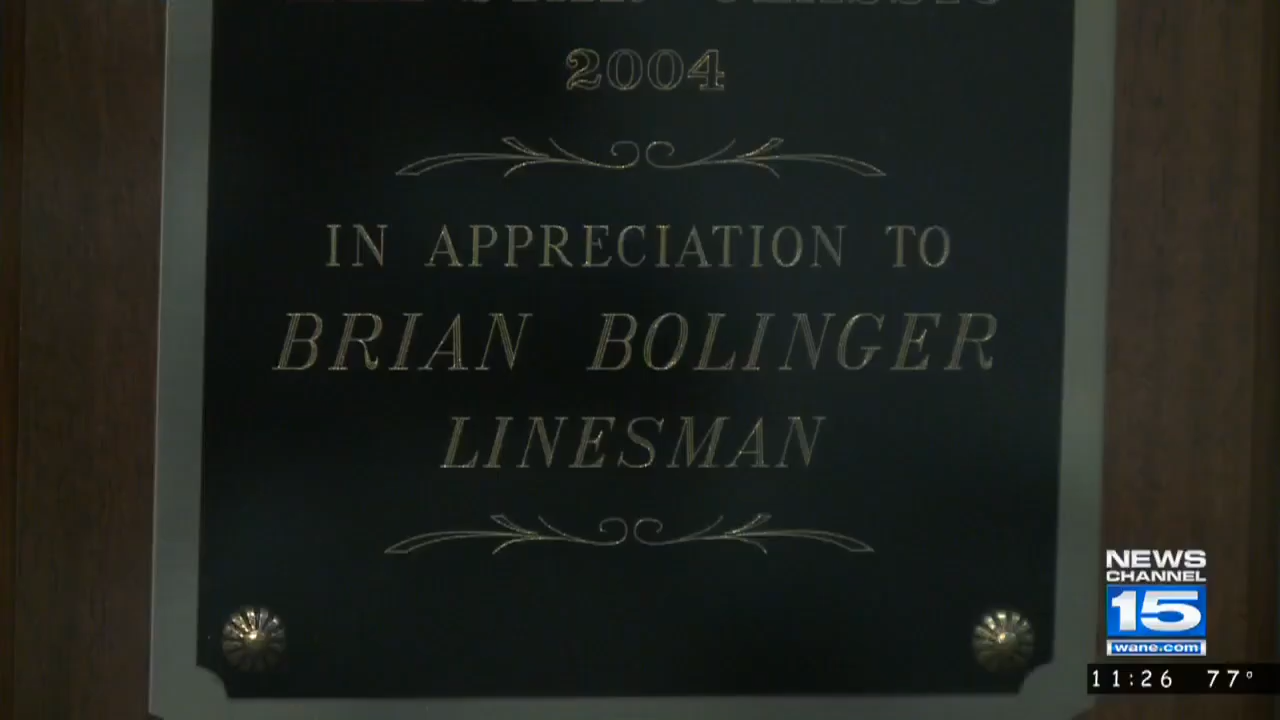 2004
IN APPRECIATION TO
BRIAN BOLINGER
LINESMAN
NEWS
CHANNEL
15
wane.com
11:26 77°